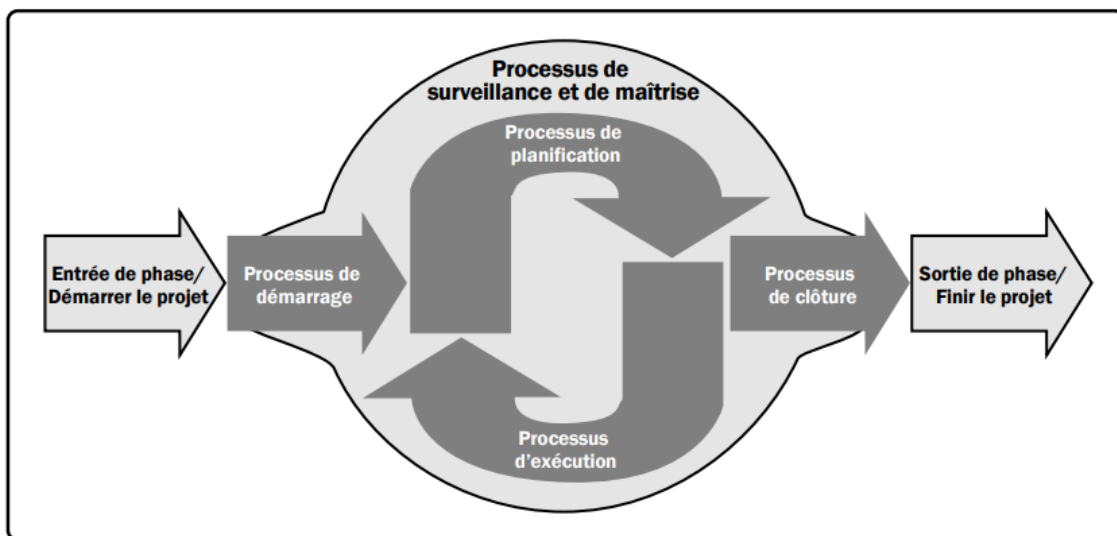 Processus de
surveillance et de maîtrise
Processus de
planification
Entrée de phase/
Démarrer le projet
Processus de
démarrage
Processus
de clôture
Sortie de phase/
Finir le projet
Processus
d’exécution